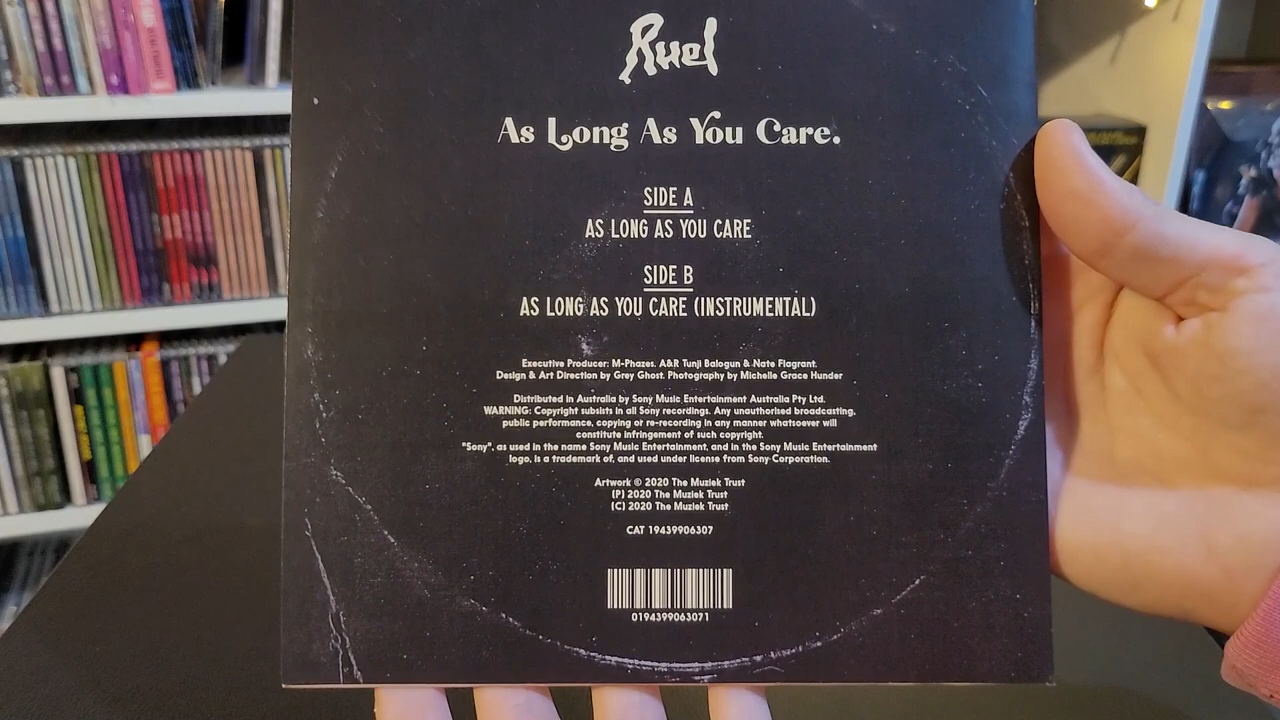 Ruel
As Long As You Care.
SIDE A
AS LONG AS YOU CARE
SIDE B
AS LONG AS YOU CARE (INSTRUMENTAL)
Executive Producer: M-Phazes. A&R Tunji Balogun & Nate Flagrant.
Design & Art Direction by Grey Ghost. Photography by Michelle Grace Hunder
Distributed in Australia by Sony Music Entertainment Australia Pty Ltd.
WARNING: Copyright subsists in all Sony recordings. Any unauthorised broadcasting,
public performance, copying or re-recording in any manner whatsoever will
constitute infringement of such copyright.
"Sony", as used in the name Sony Music Entertainment, and in the Sony Music Entertainment
logo, is a trademark of, and used under license from Sony Corporation.
Artwork © 2020 The Muziek Trust
(P) 2020 The Muziek Trust
(C) 2020 The Muziek Trust
CAT 19439906307
0194399063071